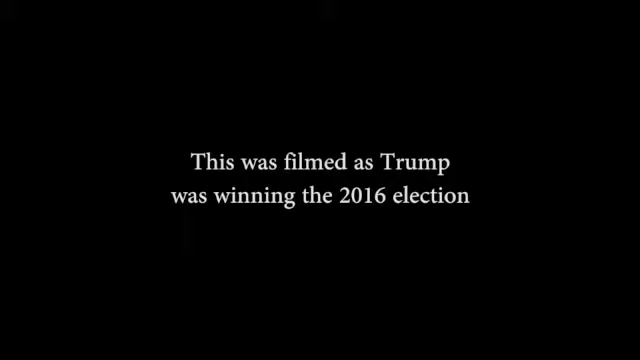 This was filmed as Trump
was winning the 2016 election